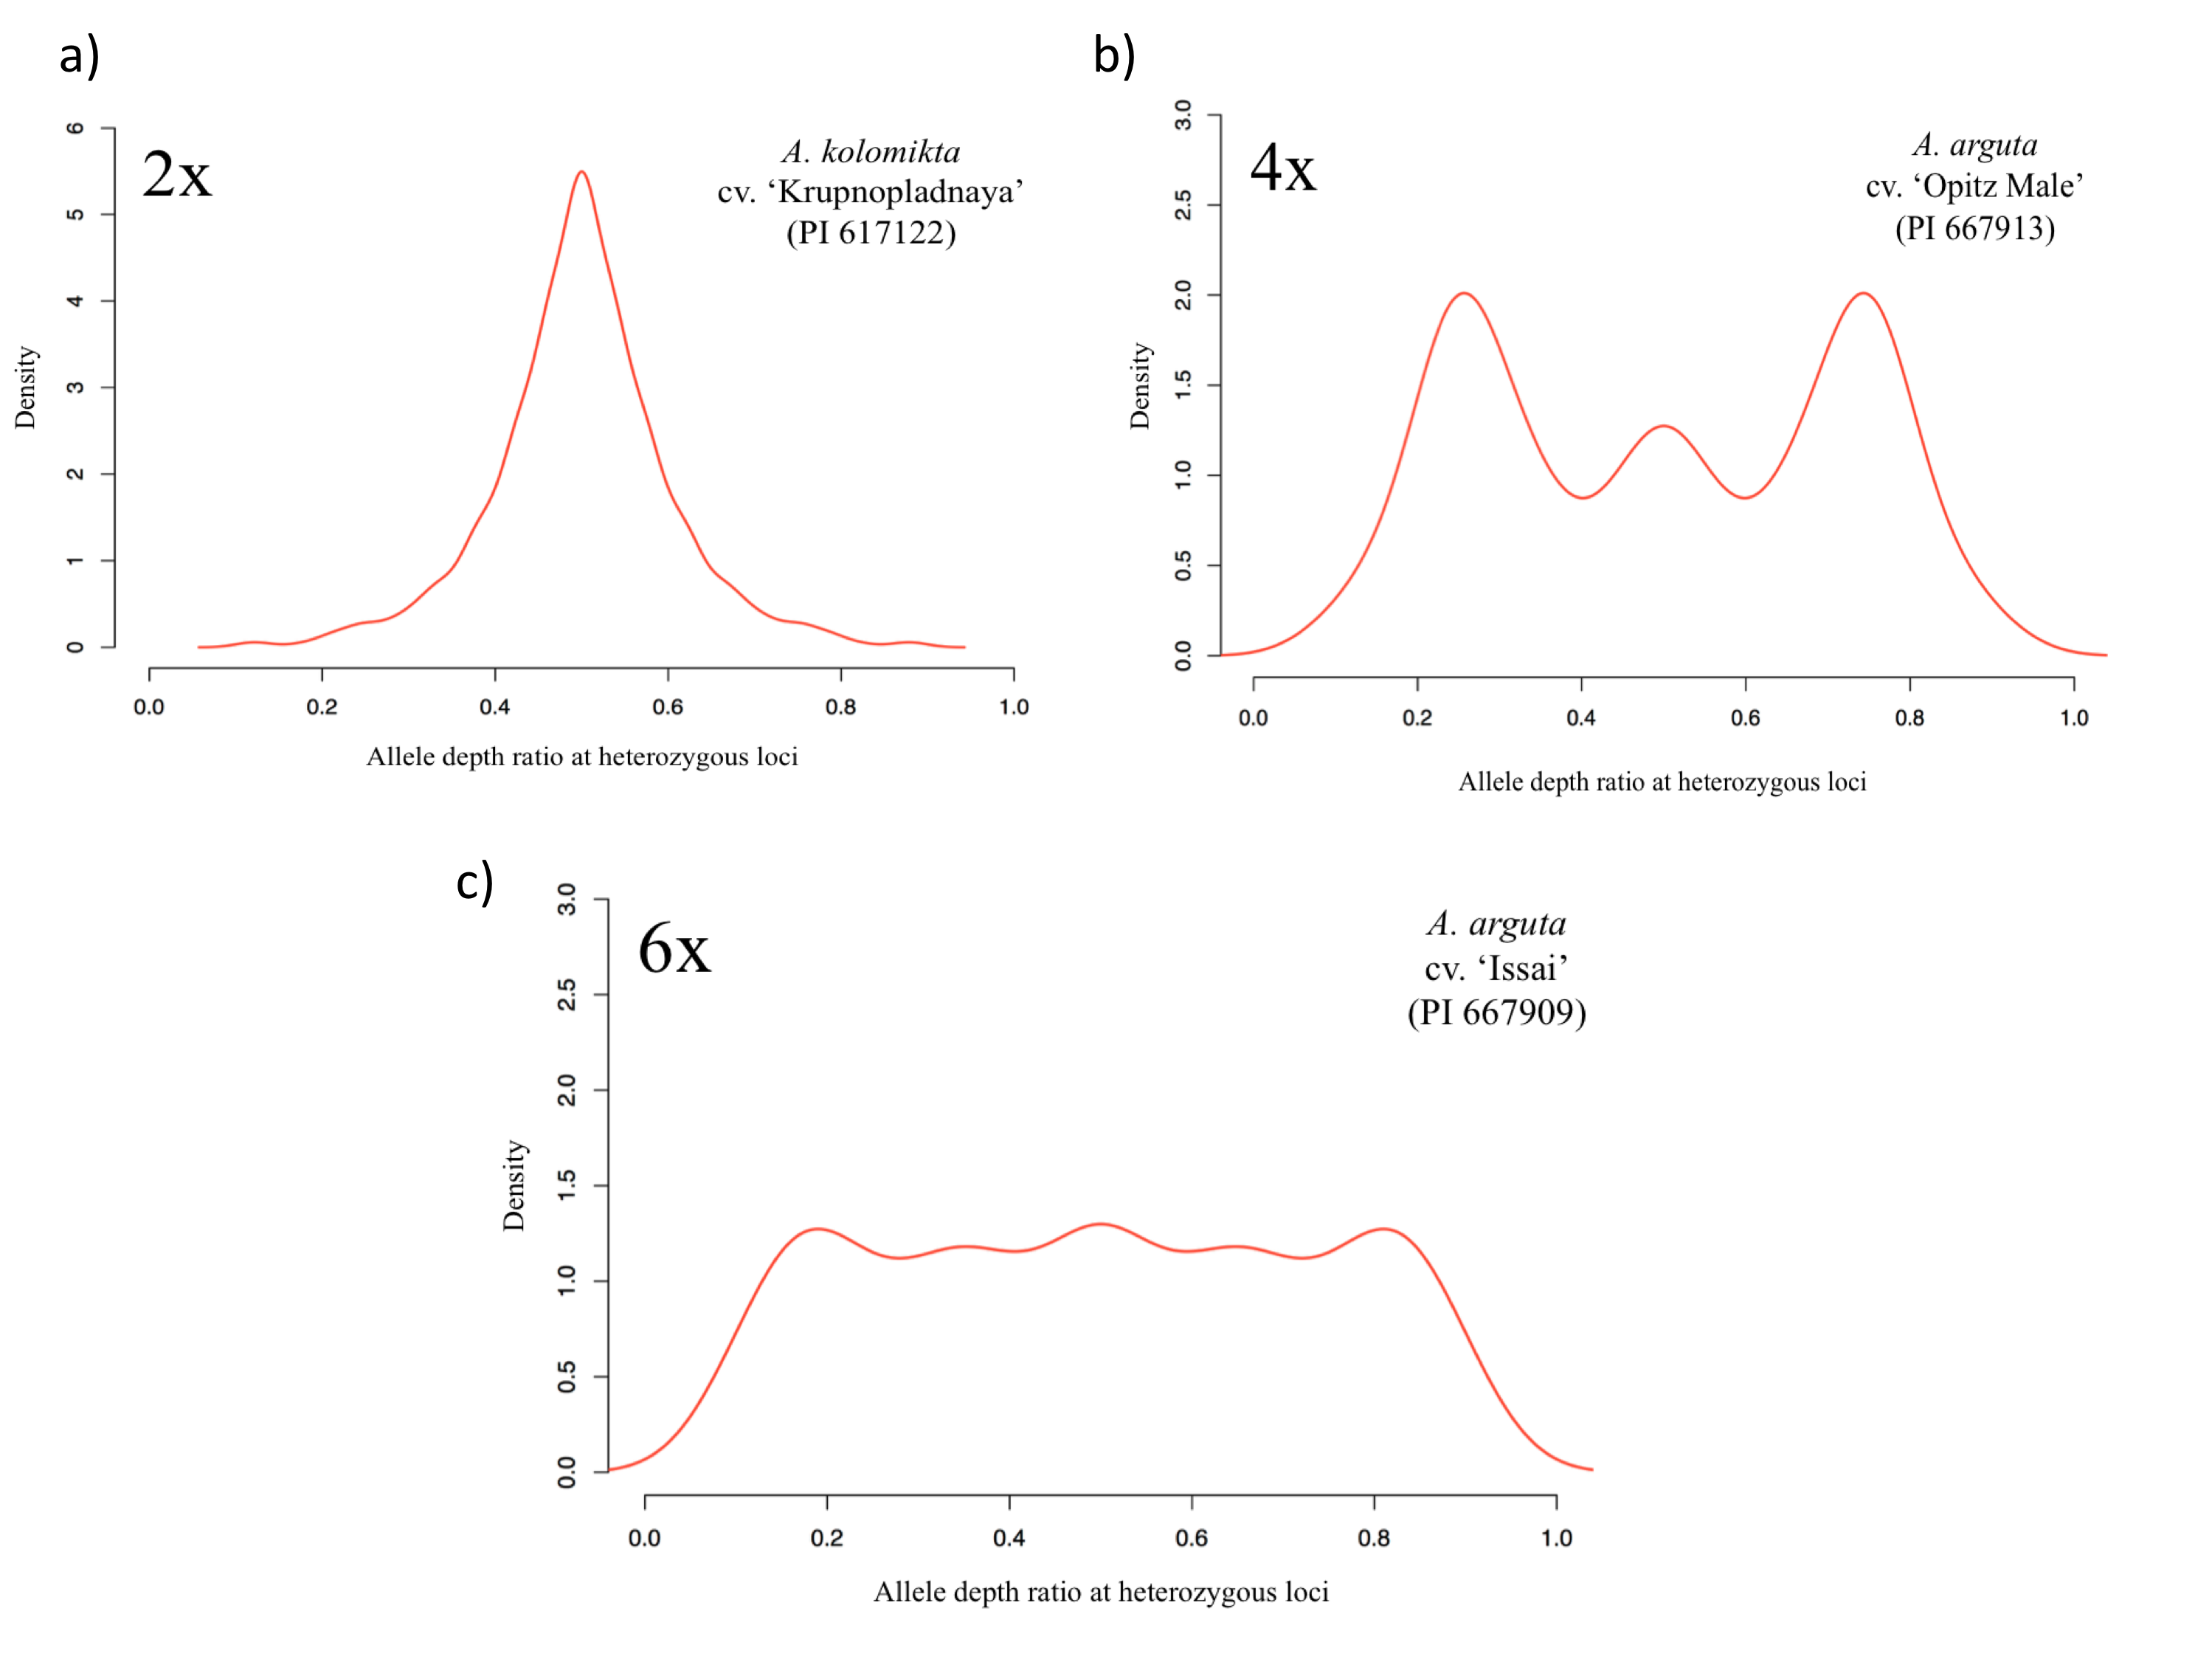 a)
2x
A. kolomikta
cv. ‘Krupnopladnaya’
(PI 617122)
Density
0
1
2
3
4
5
6
0.0 0.2 0.4 0.6 0.8 1.0
Allele depth ratio at heterozygous loci
b)
4x
A. arguta
cv. ‘Opitz Male’
(PI 667913)
Density
0.0
0.5
1.0
1.5
2.0
2.5
3.0
0.0 0.2 0.4 0.6 0.8 1.0
Allele depth ratio at heterozygous loci
c)
6x
A. arguta
cv. ‘Issai’
(PI 667909)
Density
0.0
0.5
1.0
1.5
2.0
2.5
3.0
0.0 0.2 0.4 0.6 0.8 1.0
Allele depth ratio at heterozygous loci